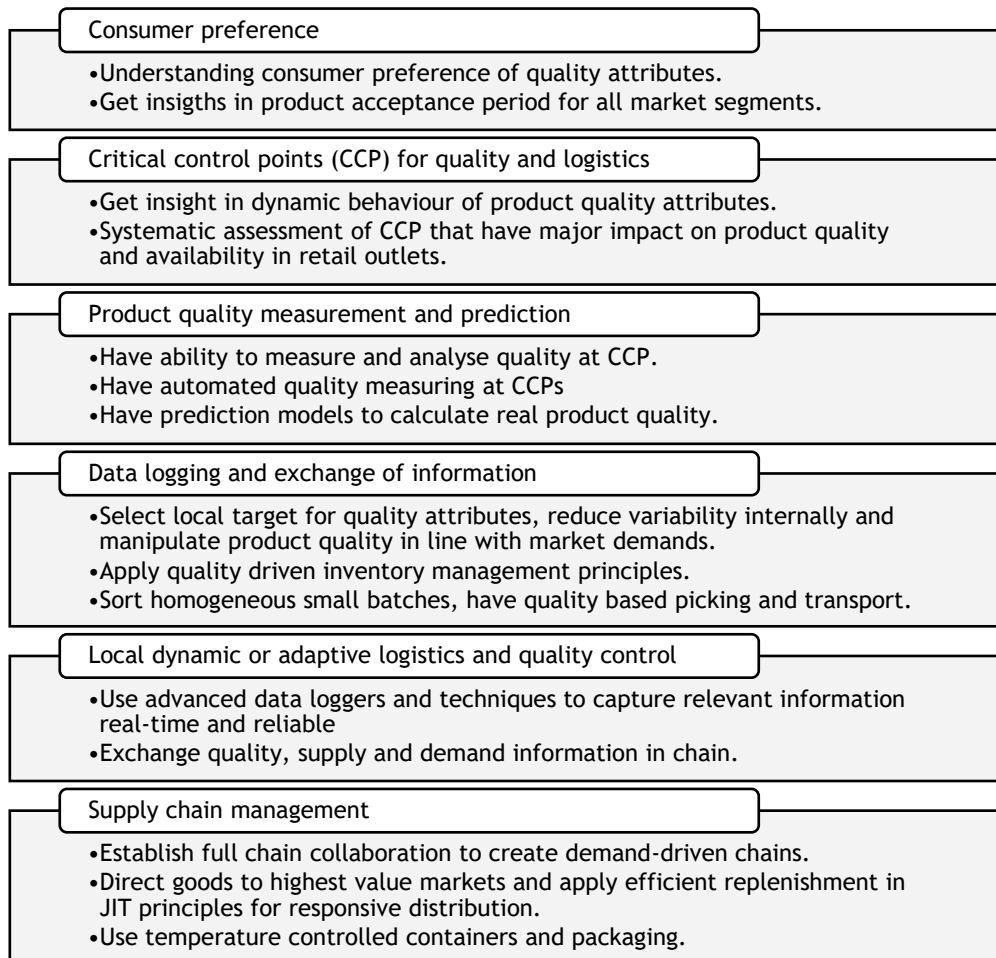 Consumer preference
•Understanding consumer preference of quality attributes.
•Get insigths in product acceptance period for all market segments.
Critical control points (CCP) for quality and logistics
•Get insight in dynamic behaviour of product quality attributes.
•Systematic assessment of CCP that have major impact on product quality
and availability in retail outlets.
Product quality measurement and prediction
•Have ability to measure and analyse quality at CCP.
•Have automated quality measuring at CCPs
•Have prediction models to calculate real product quality.
Data logging and exchange of information
•Select local target for quality attributes, reduce variability internally and
manipulate product quality in line with market demands.
•Apply quality driven inventory management principles.
•Sort homogeneous small batches, have quality based picking and transport.
Local dynamic or adaptive logistics and quality control
•Use advanced data loggers and techniques to capture relevant information
real-time and reliable
•Exchange quality, supply and demand information in chain.
Supply chain management
•Establish full chain collaboration to create demand-driven chains.
•Direct goods to highest value markets and apply efficient replenishment in
JIT principles for responsive distribution.
•Use temperature controlled containers and packaging.